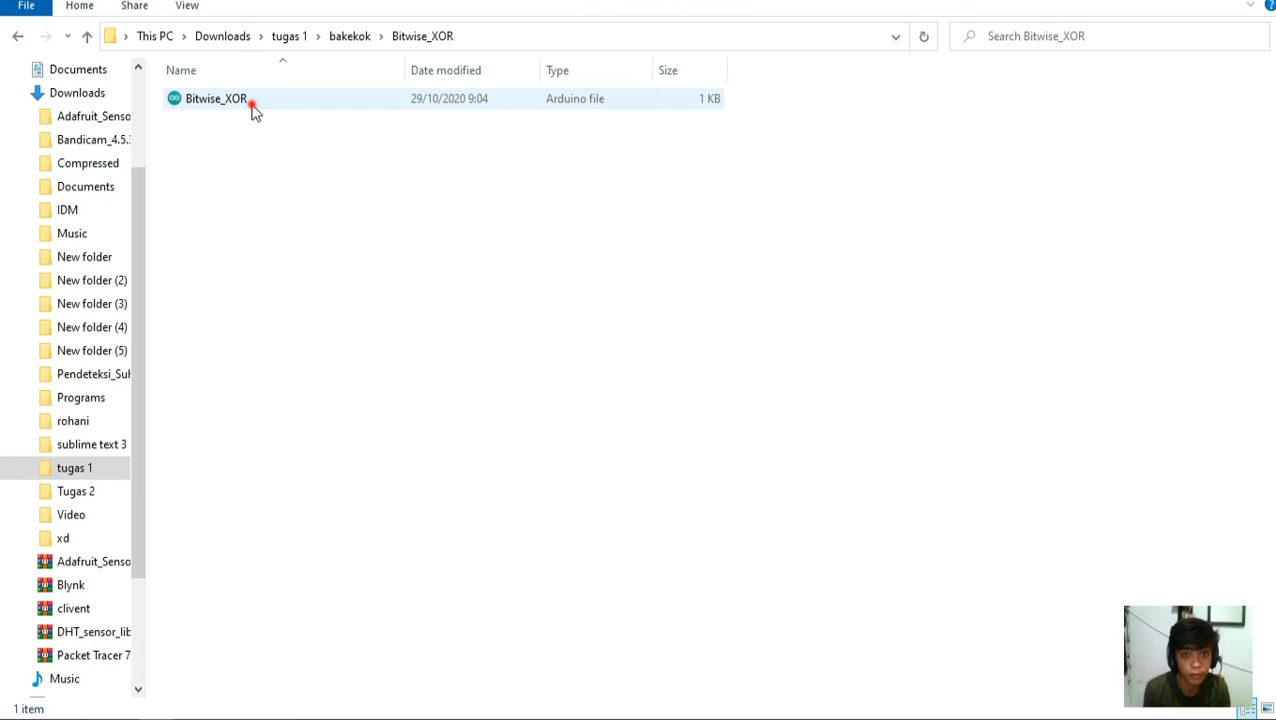 File Home Share View
This PC Downloads tugas 1 bakekok Bitwise_XOR Search Bitwise_XOR
Name Date modified Type Size
Bitwise_XOR 29/10/2020 9:04 Arduino file 1 KB
Documents
Downloads
Adafruit_Senso
Bandicam_4.5.3
Compressed
Documents
IDM
Music
New folder
New folder (2)
New folder (3)
New folder (4)
New folder (5)
Pendeteksi_Suh
Programs
rohani
sublime text 3
tugas 1
Tugas 2
Video
xd
Adafruit_Senso
Blynk
clivent
DHT_sensor_lib
Packet Tracer 7
Music
1 item